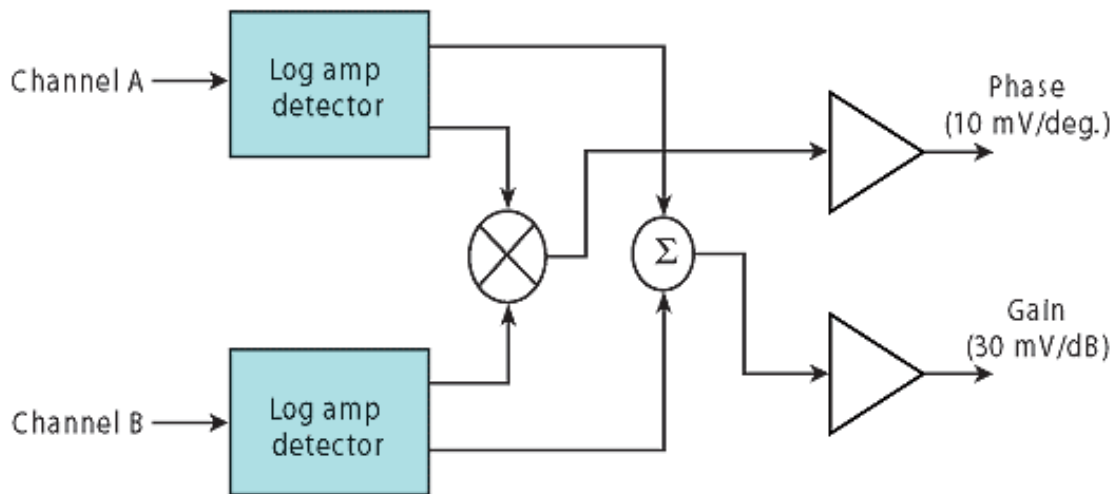 Channel A
Log amp
detector
Phase
(10 mV/deg.)
Σ
Gain
(30 mV/dB)
Channel B
Log amp
detector